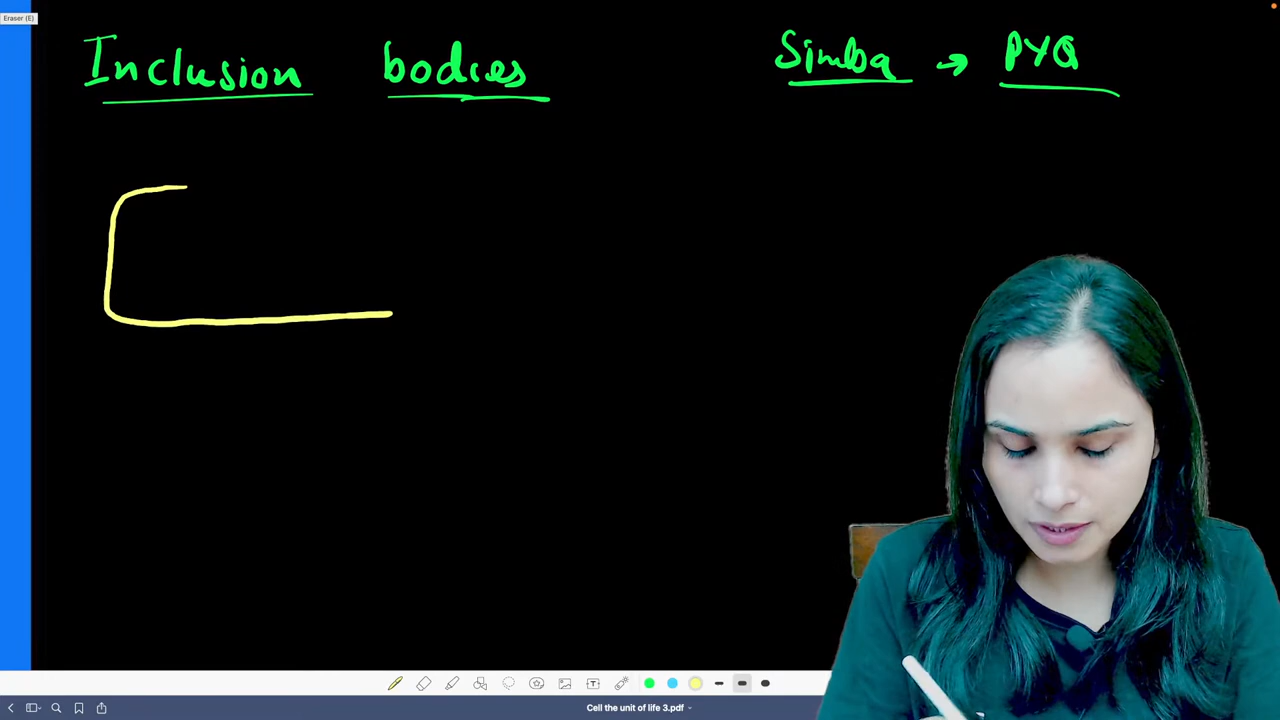 Eraser (E)
Inclusion bodies Simba → PYQ
Cell the unit of life 3.pdf